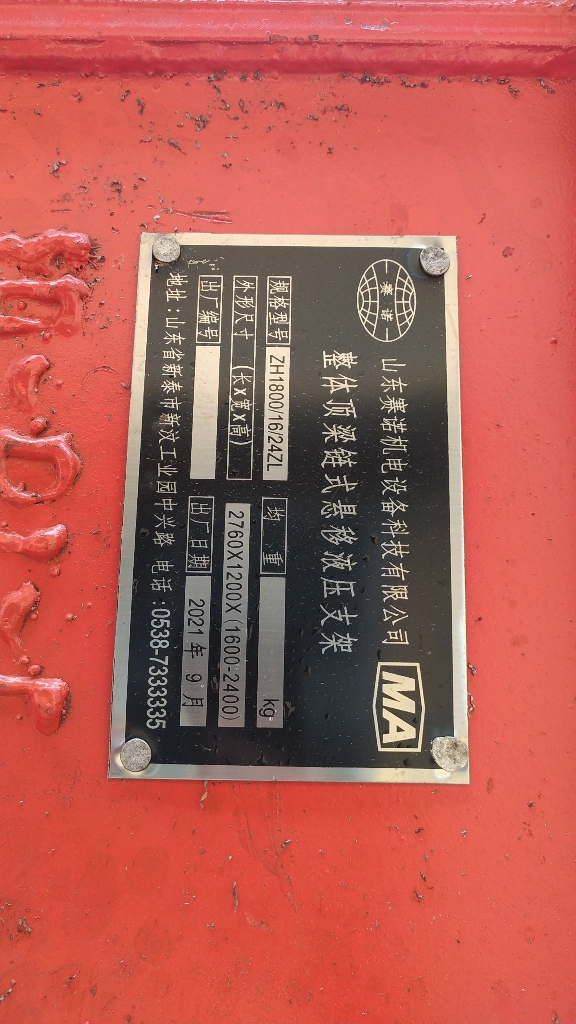 赛诺
山东赛诺机电设备科技有限公司
MA
整体顶梁链式悬移液压支架
规格型号 ZH1800/16/24ZL 均重 kg
外形尺寸 (长X宽X高) 2760X1200X(1600-2400)
出厂编号 出厂日期 2021年9月
地址:山东省新泰市新汶工业园中兴路 电话:0538-7333335